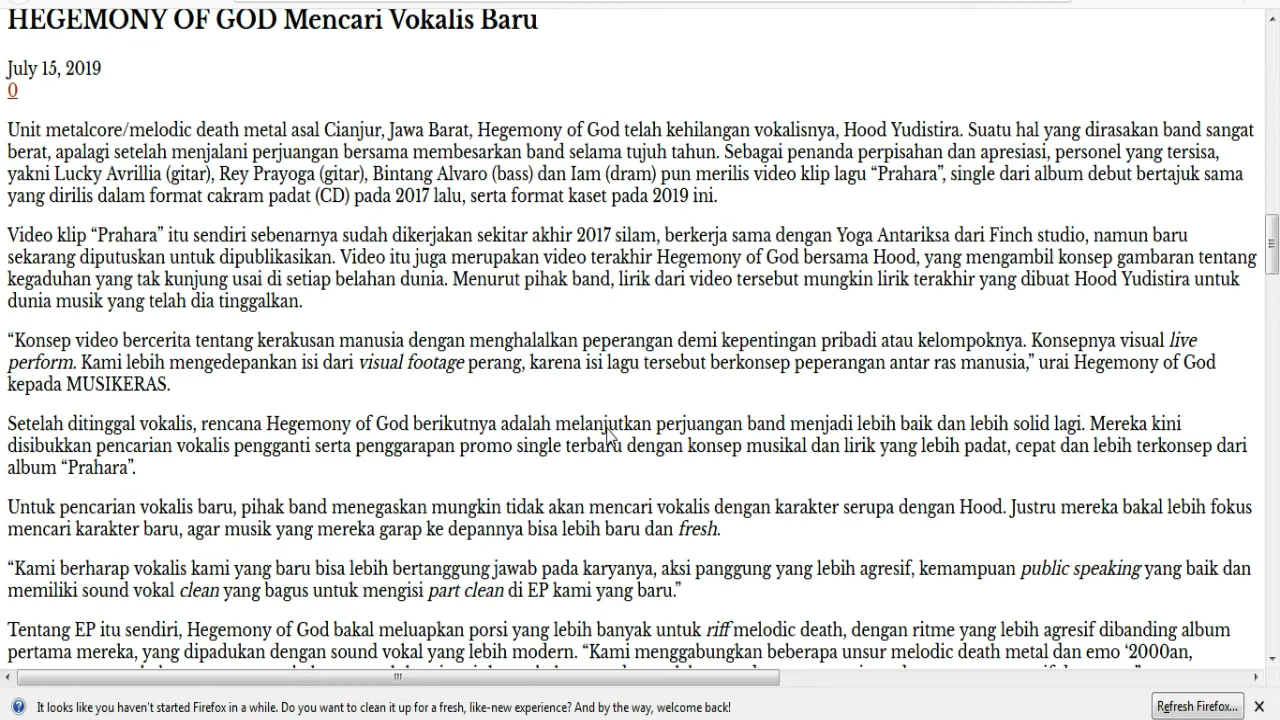 HEGEMONY OF GOD Mencari Vokalis Baru
July 15, 2019
0
Unit metalcore/melodic death metal asal Cianjur, Jawa Barat, Hegemony of God telah kehilangan vokalisnya, Hood Yudistira. Suatu hal yang dirasakan band sangat
berat, apalagi setelah menjalani perjuangan bersama membesarkan band selama tujuh tahun. Sebagai penanda perpisahan dan apresiasi, personel yang tersisa,
yakni Lucky Avrillia (gitar), Rey Prayoga (gitar), Bintang Alvaro (bass) dan Iam (dram) pun merilis video klip lagu “Prahara”, single dari album debut bertajuk sama
yang dirilis dalam format cakram padat (CD) pada 2017 lalu, serta format kaset pada 2019 ini.
Video klip “Prahara” itu sendiri sebenarnya sudah dikerjakan sekitar akhir 2017 silam, berkerja sama dengan Yoga Antariksa dari Finch studio, namun baru
sekarang diputuskan untuk dipublikasikan. Video itu juga merupakan video terakhir Hegemony of God bersama Hood, yang mengambil konsep gambaran tentang
kegaduhan yang tak kunjung usai di setiap belahan dunia. Menurut pihak band, lirik dari video tersebut mungkin lirik terakhir yang dibuat Hood Yudistira untuk
dunia musik yang telah dia tinggalkan.
“Konsep video bercerita tentang kerakusan manusia dengan menghalalkan peperangan demi kepentingan pribadi atau kelompoknya. Konsepnya visual live
perform. Kami lebih mengedepankan isi dari visual footage perang, karena isi lagu tersebut berkonsep peperangan antar ras manusia,” urai Hegemony of God
kepada MUSIKERAS.
Setelah ditinggal vokalis, rencana Hegemony of God berikutnya adalah melanjutkan perjuangan band menjadi lebih baik dan lebih solid lagi. Mereka kini
disibukkan pencarian vokalis pengganti serta penggarapan promo single terbaru dengan konsep musikal dan lirik yang lebih padat, cepat dan lebih terkonsep dari
album “Prahara”.
Untuk pencarian vokalis baru, pihak band menegaskan mungkin tidak akan mencari vokalis dengan karakter serupa dengan Hood. Justru mereka bakal lebih fokus
mencari karakter baru, agar musik yang mereka garap ke depannya bisa lebih baru dan fresh.
“Kami berharap vokalis kami yang baru bisa lebih bertanggung jawab pada karyanya, aksi panggung yang lebih agresif, kemampuan public speaking yang baik dan
memiliki sound vokal clean yang bagus untuk mengisi part clean di EP kami yang baru.”
Tentang EP itu sendiri, Hegemony of God bakal meluapkan porsi yang lebih banyak untuk riff melodic death, dengan ritme yang lebih agresif dibanding album
pertama mereka, yang dipadukan dengan sound vokal yang lebih modern. “Kami menggabungkan beberapa unsur melodic death metal dan emo ‘2000an,
It looks like you haven't started Firefox in a while. Do you want to clean it up for a fresh, like-new experience? And by the way, welcome back!
Refresh Firefox...